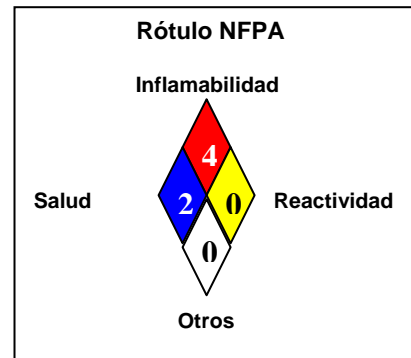 Rótulo NFPA
Inflamabilidad
4
Salud
2
0
Reactividad
0
Otros